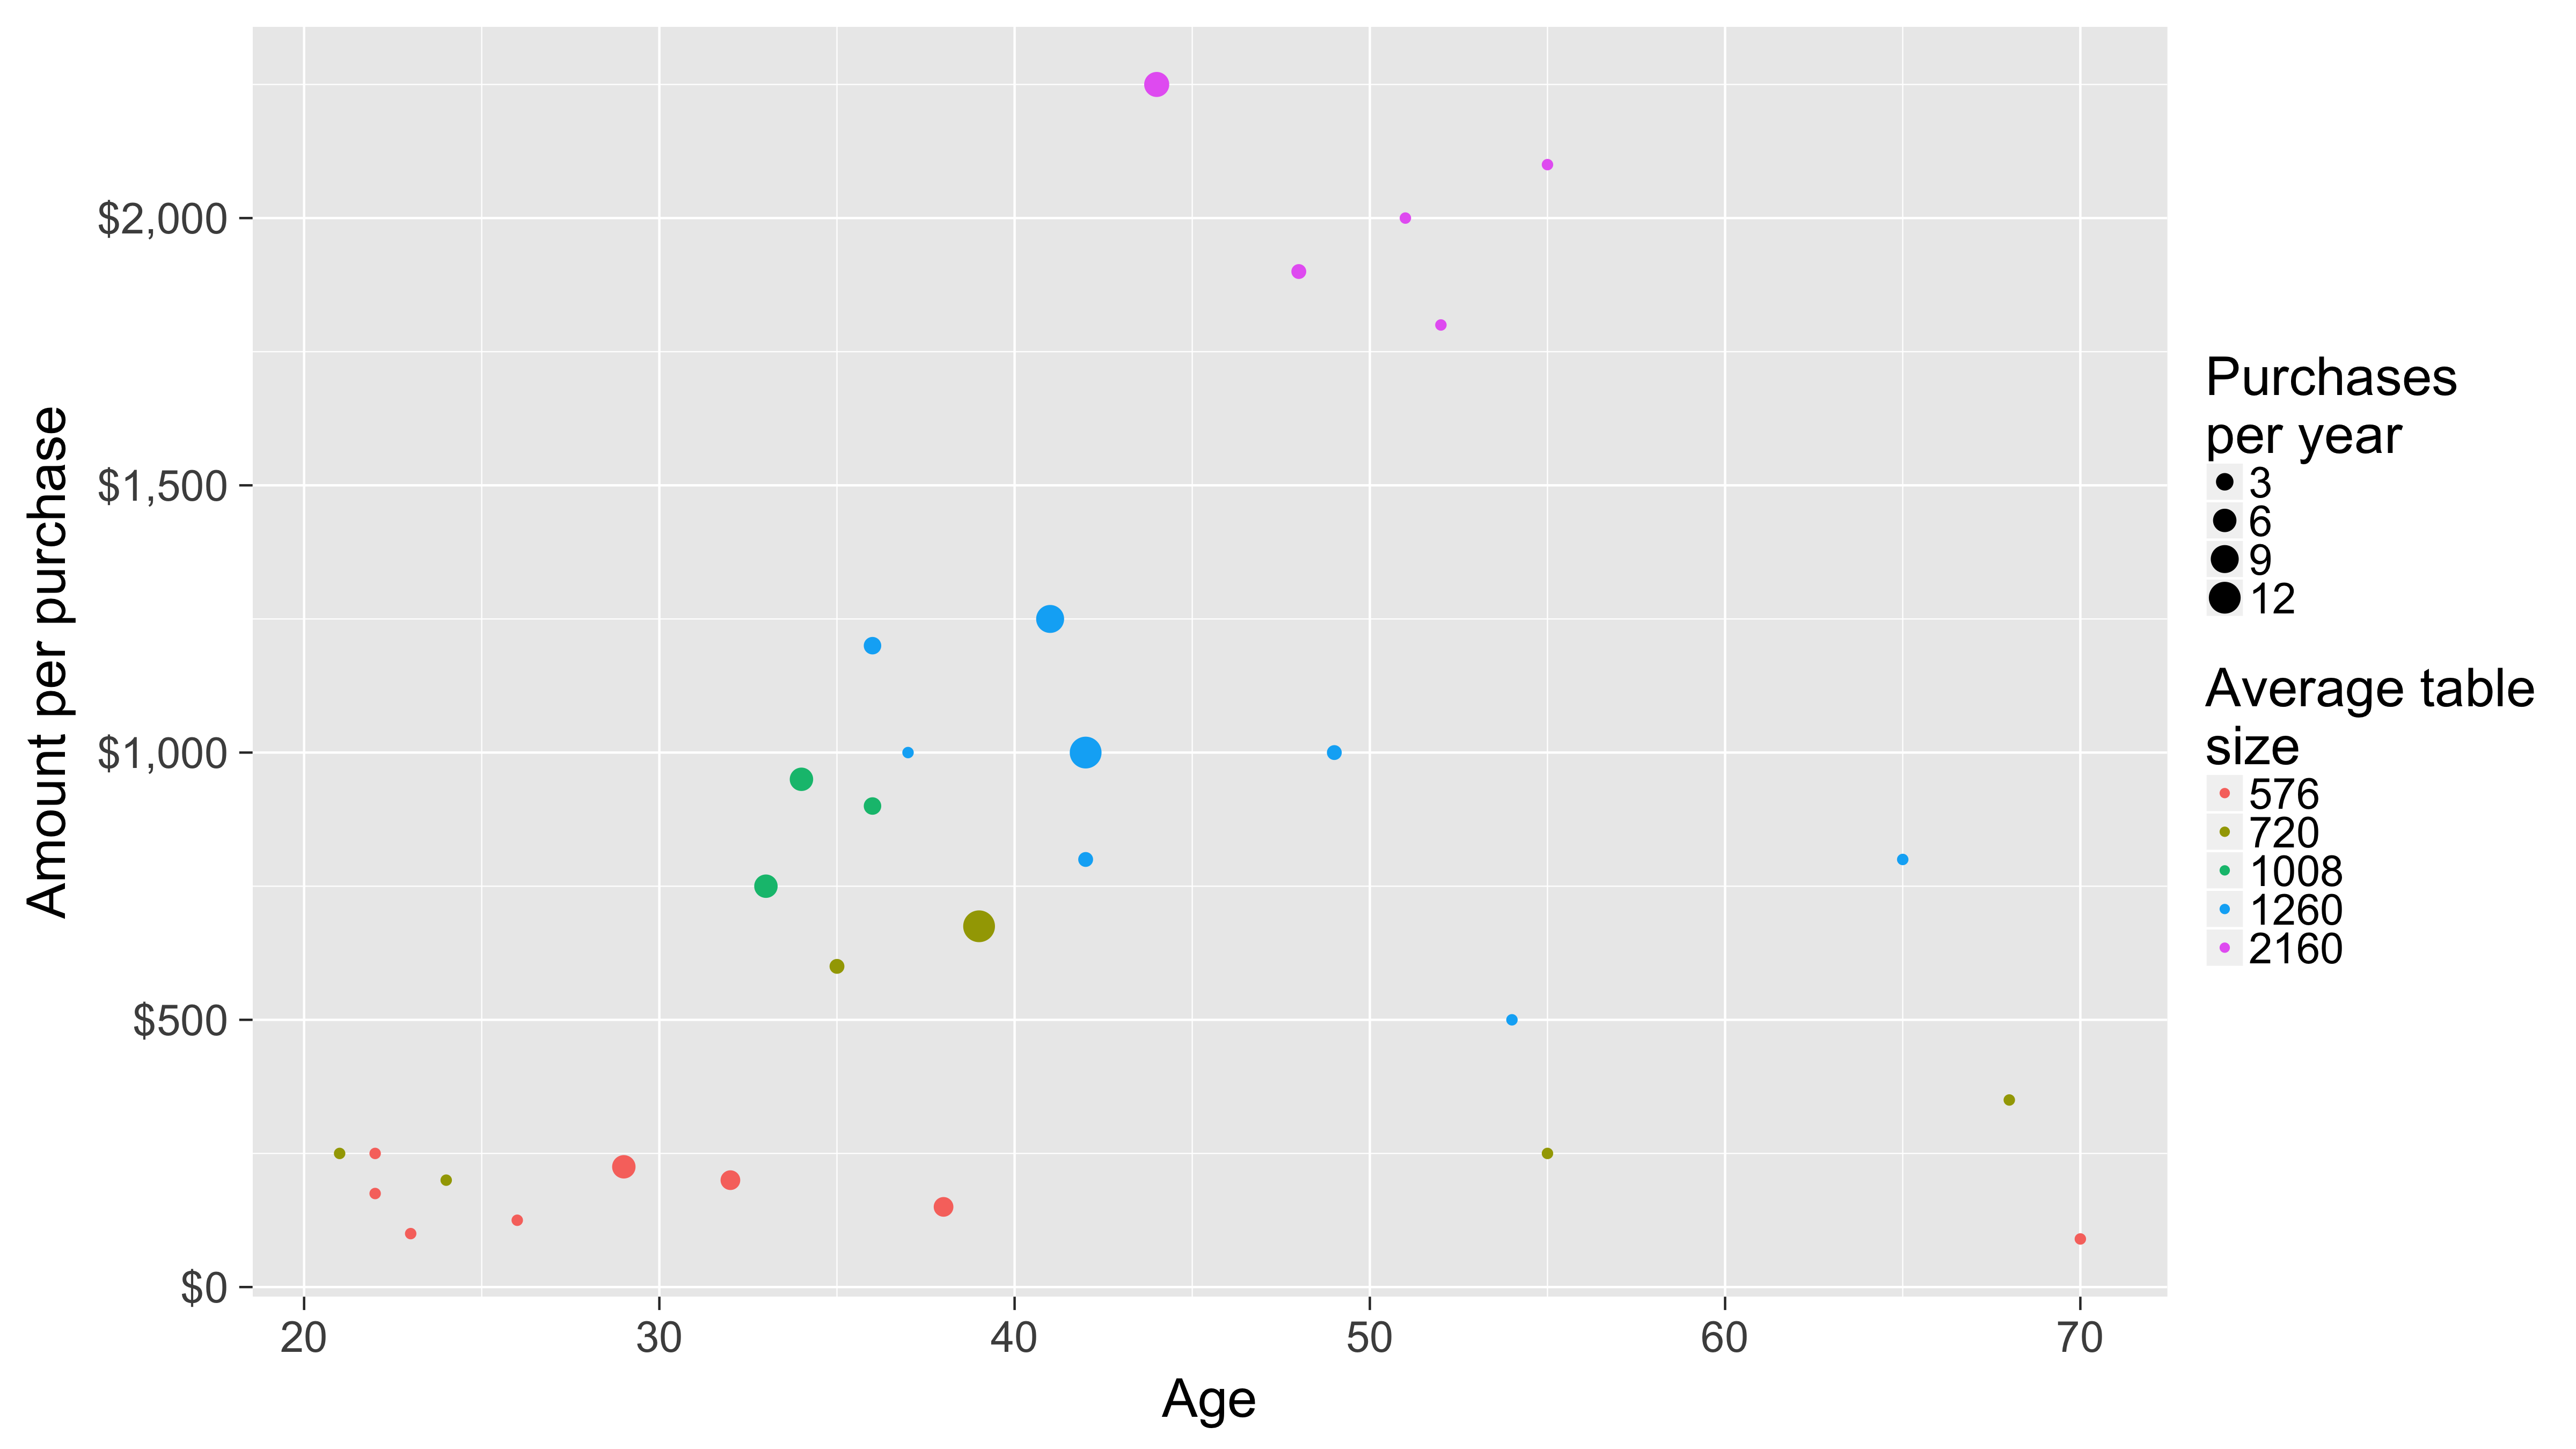 $2,000
$1,500
$1,000
$500
$0
Amount per purchase
20 30 40 50 60 70
Age
Purchases
per year
3
6
9
12
Average table
size
576
720
1008
1260
2160